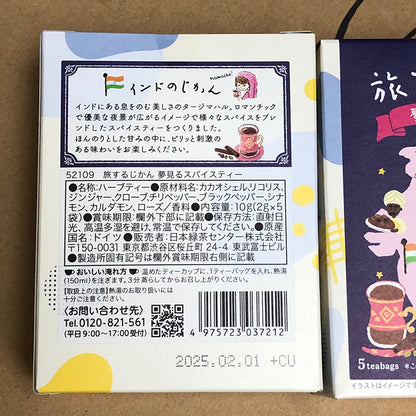 NAMASTE!
インドのじかん
インドにある息をのむ美しさのタージマハル。ロマンチック
で優美な夜景が広がるイメージで様々なスパイスをブレ
ンドしたスパイスティーをつくりました。
ほんのりとした甘みの中に、ピリッと刺激の
ある味わいをお楽しみください。
52109 旅するじかん 夢見るスパイスティー
●名称:ハーブティー●原材料名:カカオシェル、リコリス、
ジンジャー、クローブ、チリペッパー、ブラックペッパー、シナ
モン、カルダモン、ローズ/香料●内容量:10g(2g×5
袋)●賞味期限:欄外下部に記載●保存方法:直射日
光、高温多湿を避け、常温で保存してください。●原産
国名:ドイツ●販売者:日本緑茶センター株式会社
〒150-0031 東京都渋谷区桜丘町24-4 東武富士ビル
●製造所固有記号は賞味期限右側に記載
おいしい淹れ方 温めたティーカップに、1ティーバッグを入れ、熱湯
(150ml)を注ぎます。3分蒸らしてからお召し上がりください。
【取扱上の注意】熱湯のお取り扱いには
十分ご注意ください。
<お問い合わせ先>
Tel.0120-821-561
(平日9:00〜17:00受付)
4 975723 037212
2025.02.01 +CU
旅
夢
5 teabags
イラストはイメージです